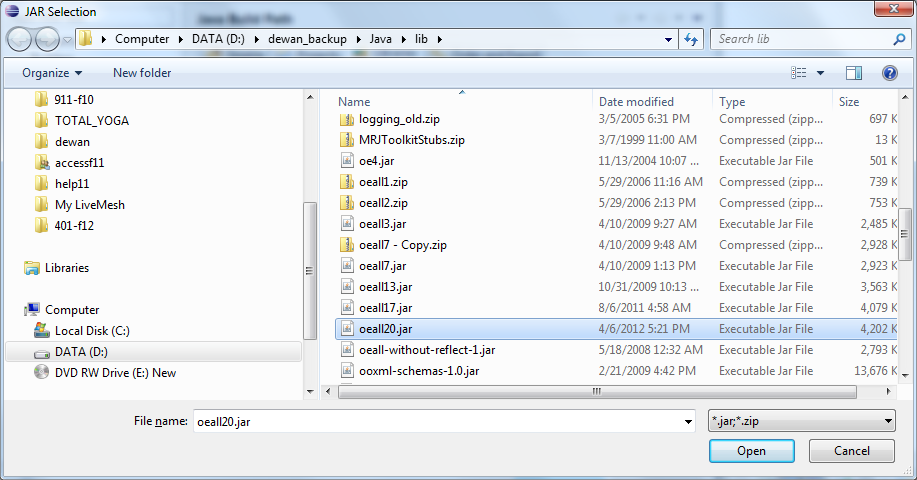 JAR Selection
Java Build Path
Computer ▸ DATA (D:) ▸ dewan_backup ▸ Java ▸ lib ▸
Search lib
Organize New folder
911-f10
TOTAL_YOGA
dewan
accessf11
help11
My LiveMesh
401-f12
Libraries
Computer
Local Disk (C:)
DATA (D:)
DVD RW Drive (E:) New
Name Date modified Type Size
logging_old.zip 3/5/2005 6:31 PM Compressed (zipp... 697 K
MRJToolkitStubs.zip 3/7/1999 11:00 AM Compressed (zipp... 13 K
oe4.jar 11/13/2004 10:07 ... Executable Jar File 501 K
oeall1.zip 5/29/2006 11:16 AM Compressed (zipp... 739 K
oeall2.zip 5/29/2006 2:13 PM Compressed (zipp... 753 K
oeall3.jar 4/10/2009 9:27 AM Executable Jar File 2,485 K
oeall7 - Copy.zip 4/10/2009 9:48 AM Compressed (zipp... 2,928 K
oeall7.jar 4/10/2009 1:13 PM Executable Jar File 2,923 K
oeall13.jar 10/31/2009 10:13 ... Executable Jar File 3,563 K
oeall17.jar 8/6/2011 4:58 AM Executable Jar File 4,079 K
oeall20.jar 4/6/2012 5:21 PM Executable Jar File 4,202 K
oeall-without-reflect-1.jar 5/18/2008 12:32 AM Executable Jar File 2,793 K
ooxml-schemas-1.0.jar 2/21/2009 4:42 PM Executable Jar File 13,676 K
File name: oeall20.jar *.jar;*.zip
Open Cancel